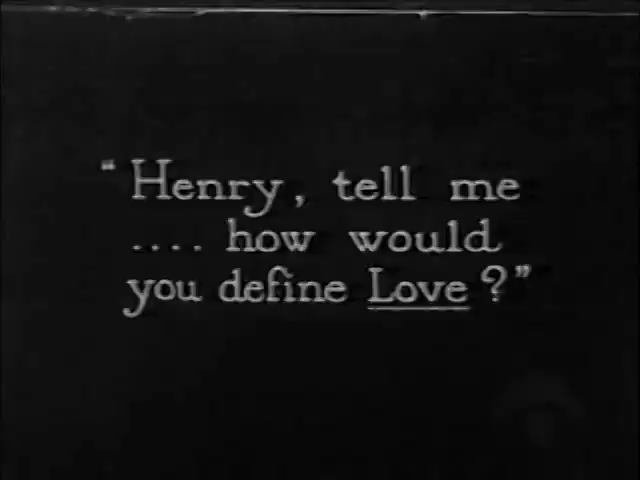 “Henry, tell me
.... how would
you define Love?”